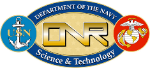 DEPARTMENT OF THE NAVY
ONR
Science & Technology